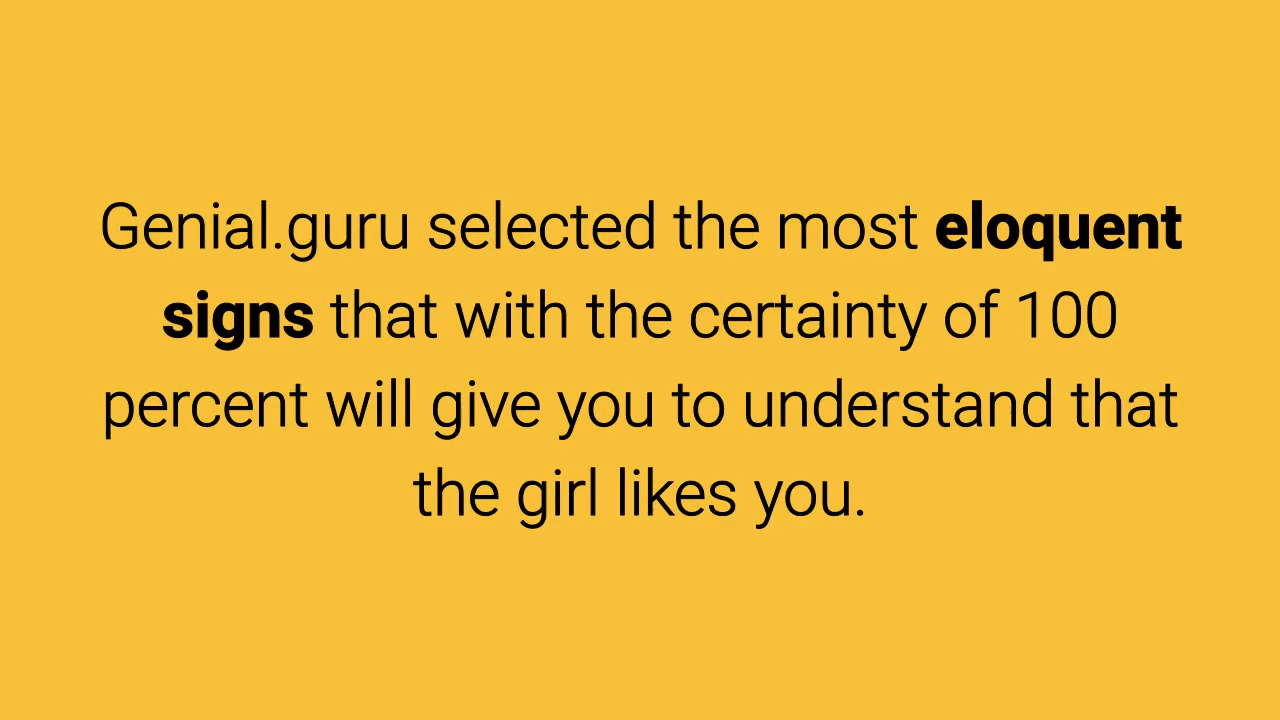 Genial.guru selected the most eloquent
signs that with the certainty of 100
percent will give you to understand that
the girl likes you.